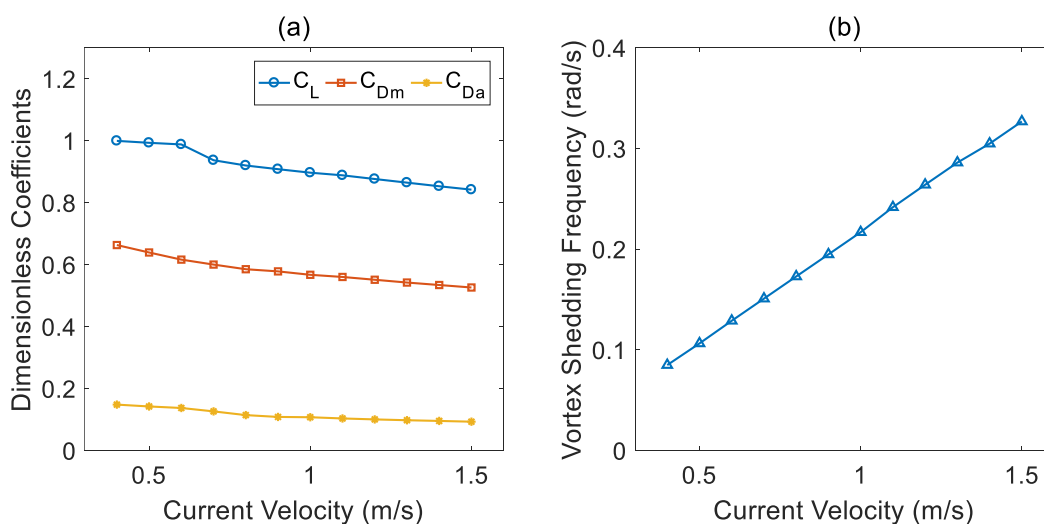 (a)
Dimensionless Coefficients
1.2
1
0.8
0.6
0.4
0.2
0
C_L C_Dm C_Da
0.5 1 1.5
Current Velocity (m/s)
(b)
Vortex Shedding Frequency (rad/s)
0.4
0.3
0.2
0.1
0
0.5 1 1.5
Current Velocity (m/s)